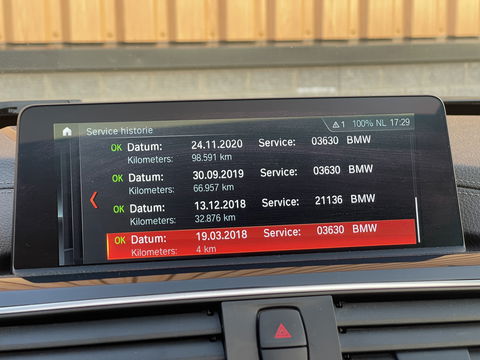 ⚠1 100% NL 17:29
Service historie
OK Datum: 24.11.2020 Service: 03630 BMW
Kilometers: 98.591 km
OK Datum: 30.09.2019 Service: 03630 BMW
Kilometers: 66.957 km
OK Datum: 13.12.2018 Service: 21136 BMW
Kilometers: 32.876 km
OK Datum: 19.03.2018 Service: 03630 BMW
Kilometers: 4 km